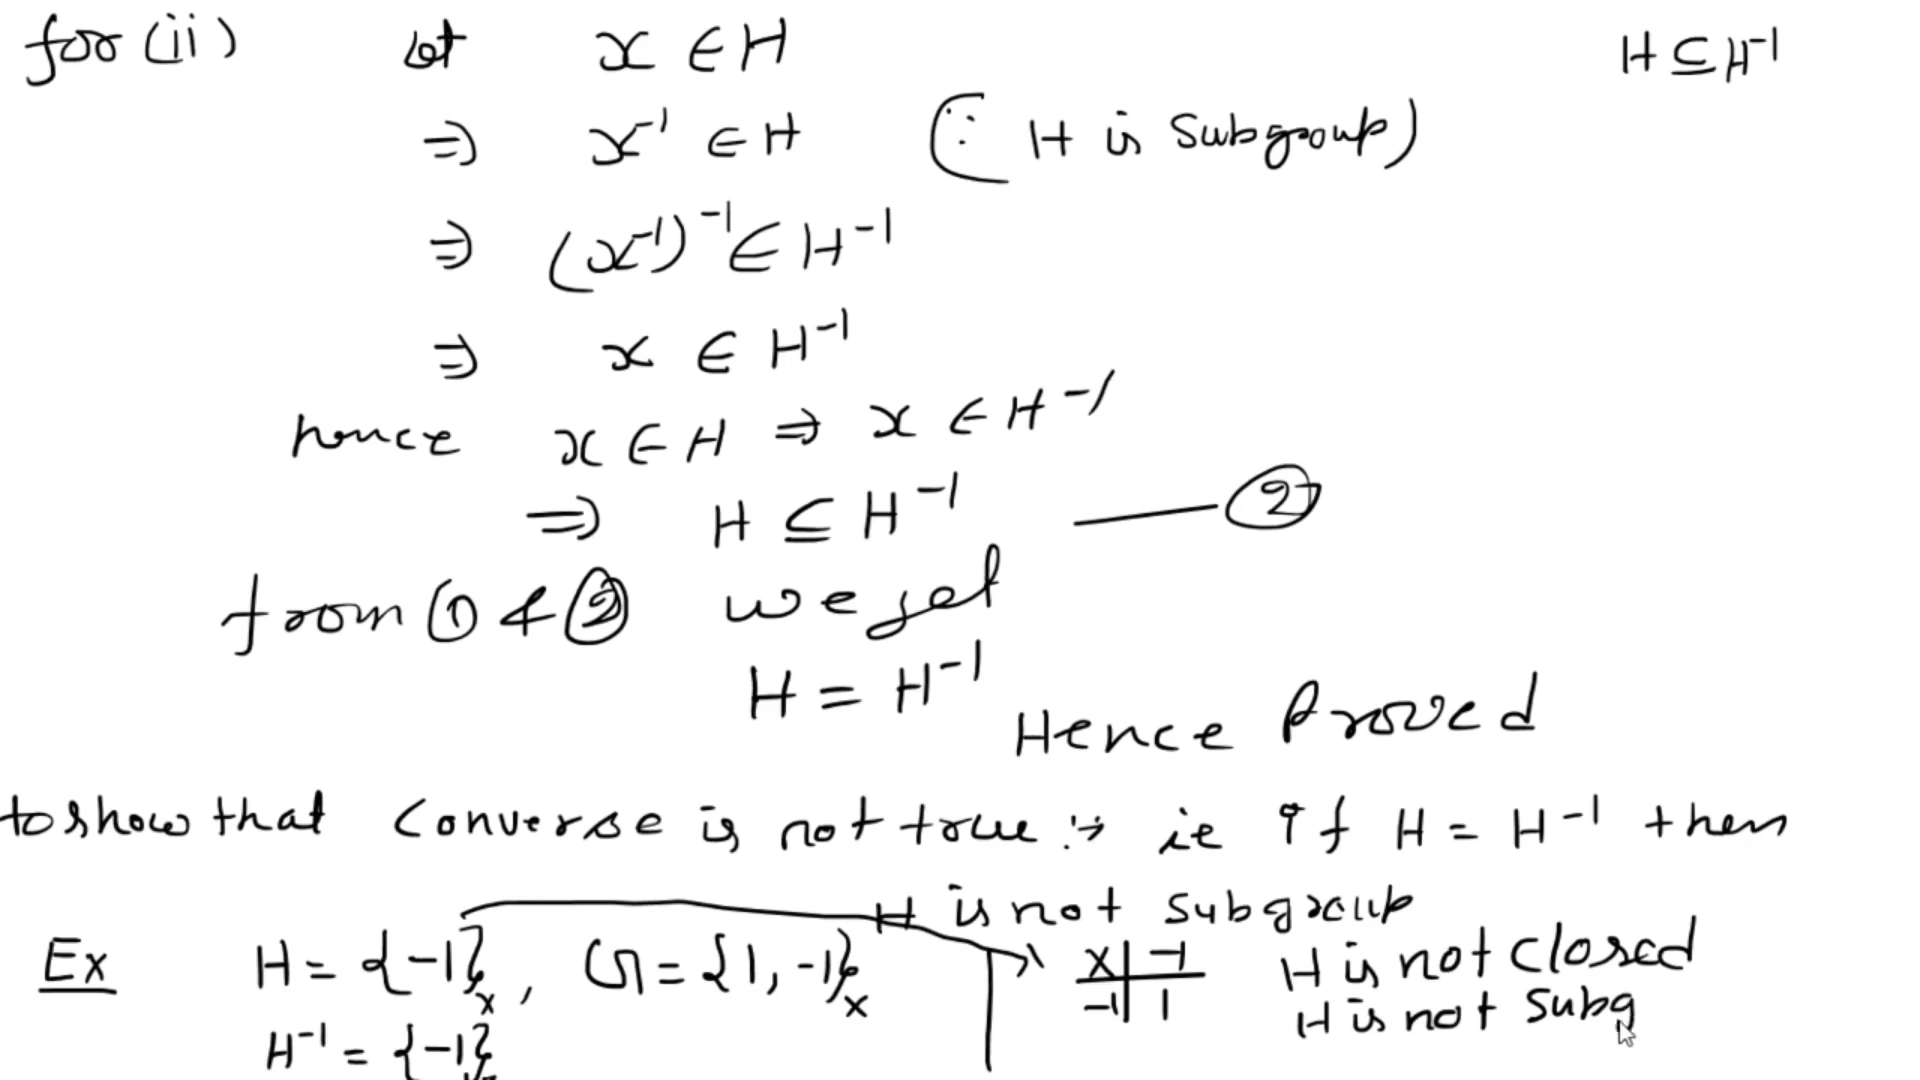 for (ii) let x ∈ H H ⊆ H⁻¹
⇒ x⁻¹ ∈ H (∵ H is Subgroup)
⇒ (x⁻¹)⁻¹ ∈ H⁻¹
⇒ x ∈ H⁻¹
hence x ∈ H ⇒ x ∈ H⁻¹
⇒ H ⊆ H⁻¹ —— ②
from ① & ② we get
H = H⁻¹
Hence Proved
to show that Converse is not true :→ ie if H = H⁻¹ then
H is not subgroup
Ex H = {-1}ₓ, G = {1, -1}ₓ
x | -1
-1 | 1
H is not Closed
H is not Subg
H⁻¹ = {-1}